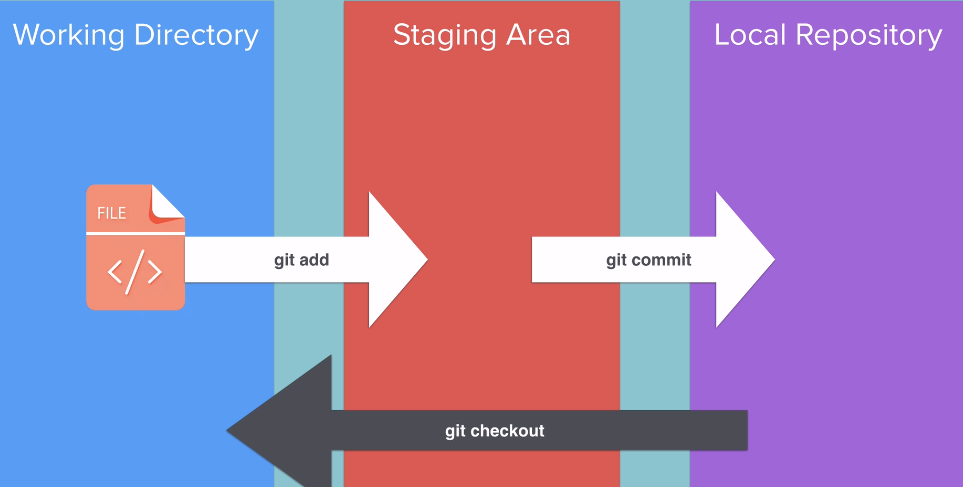 Working Directory
Staging Area
Local Repository
FILE
</>
git add
git commit
git checkout